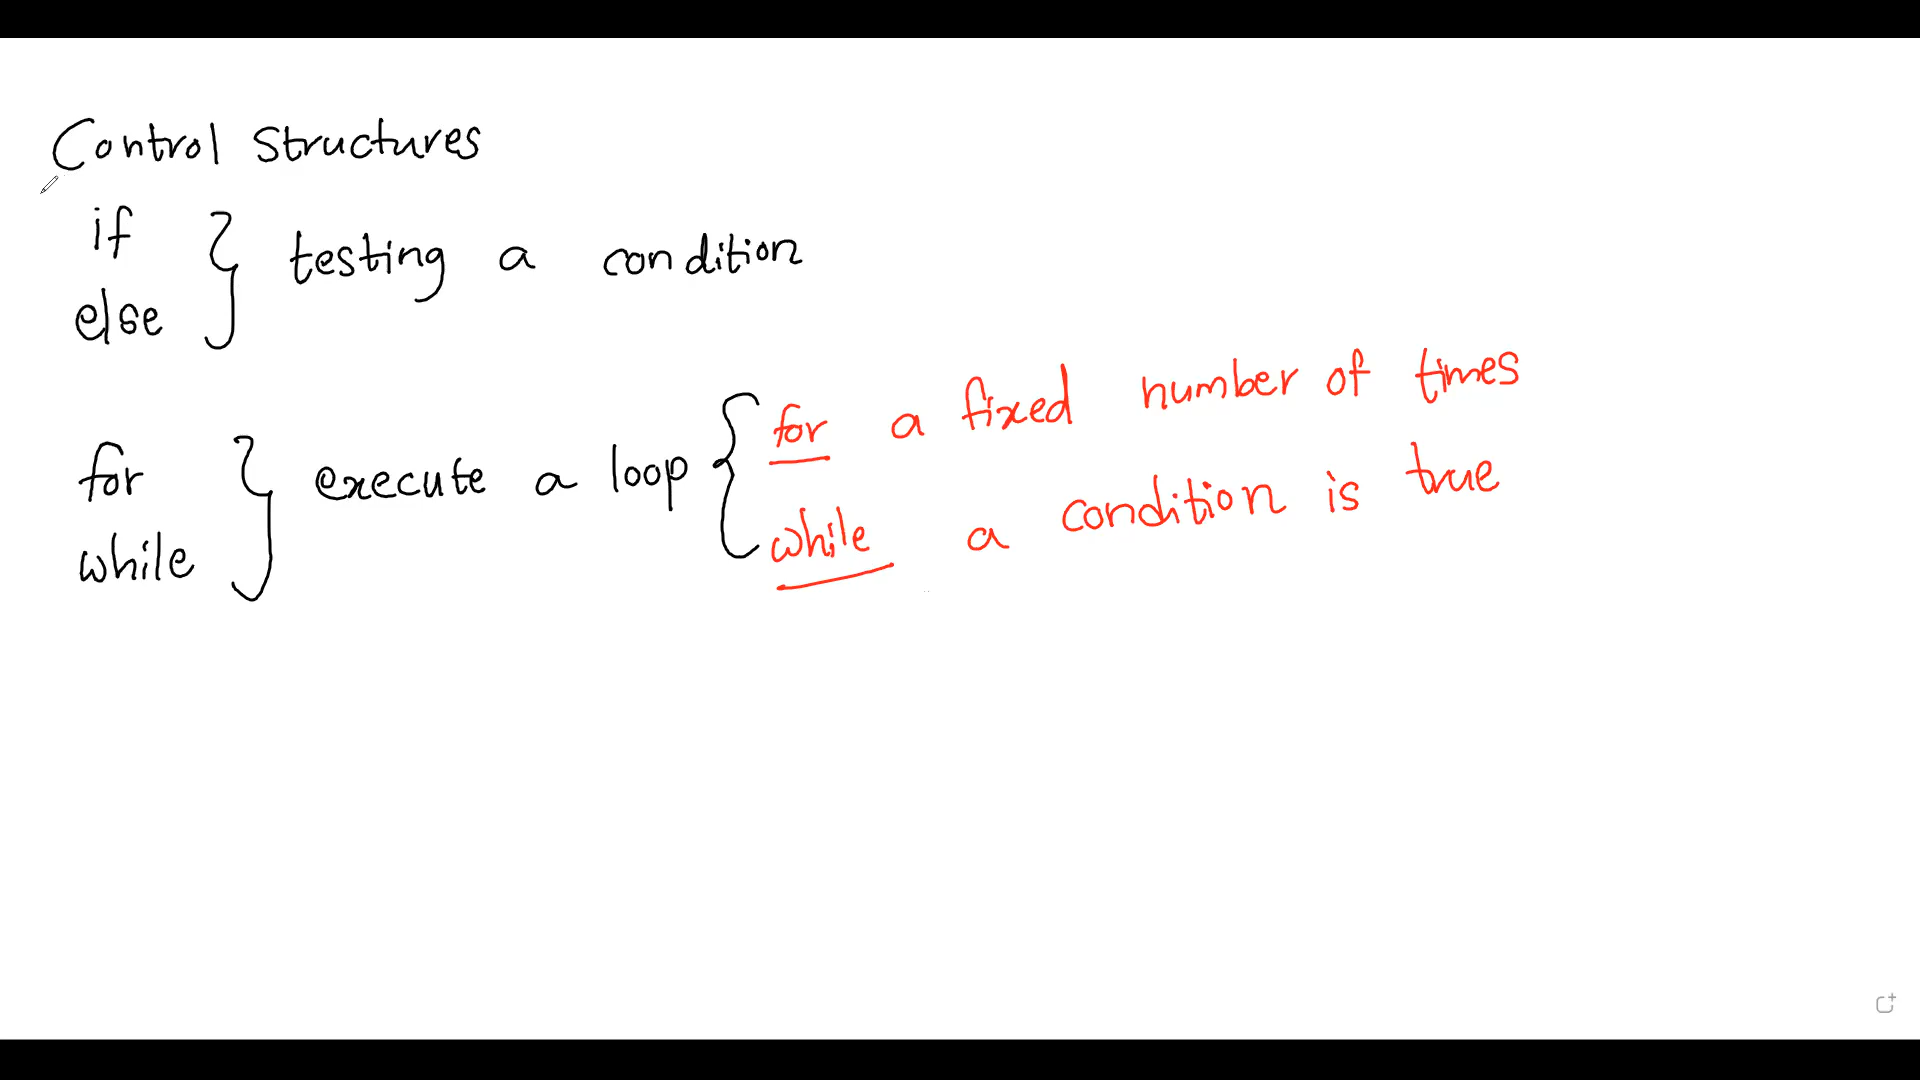 Control Structures
if
else
testing a condition
for
while
execute a loop
for a fixed number of times
while a condition is true